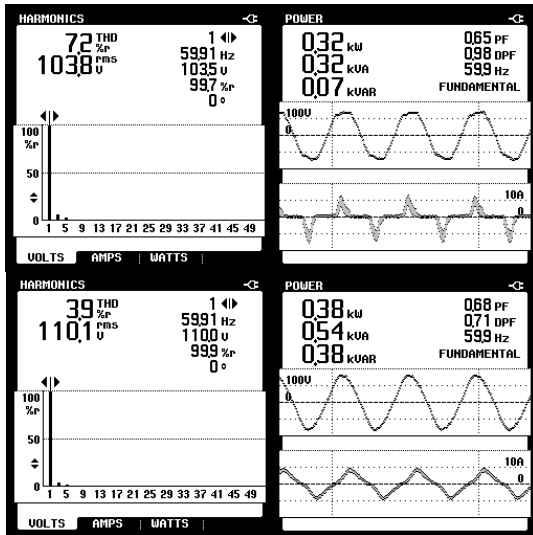 HARMONICS
7.2 THD %r
103.8 rms V
1
59.91 Hz
103.5 V
99.7 %r
0 °
100
%r
50
0
1 5 9 13 17 21 25 29 33 37 41 45 49
VOLTS AMPS WATTS
POWER
0.32 kW
0.32 kVA
0.07 kVAR
0.65 PF
0.98 DPF
59.9 Hz
FUNDAMENTAL
100V
0
10A
0
HARMONICS
3.9 THD %r
110.1 rms V
1
59.91 Hz
110.0 V
99.9 %r
0 °
100
%r
50
0
1 5 9 13 17 21 25 29 33 37 41 45 49
VOLTS AMPS WATTS
POWER
0.38 kW
0.54 kVA
0.38 kVAR
0.68 PF
0.71 DPF
59.9 Hz
FUNDAMENTAL
100V
0
10A
0